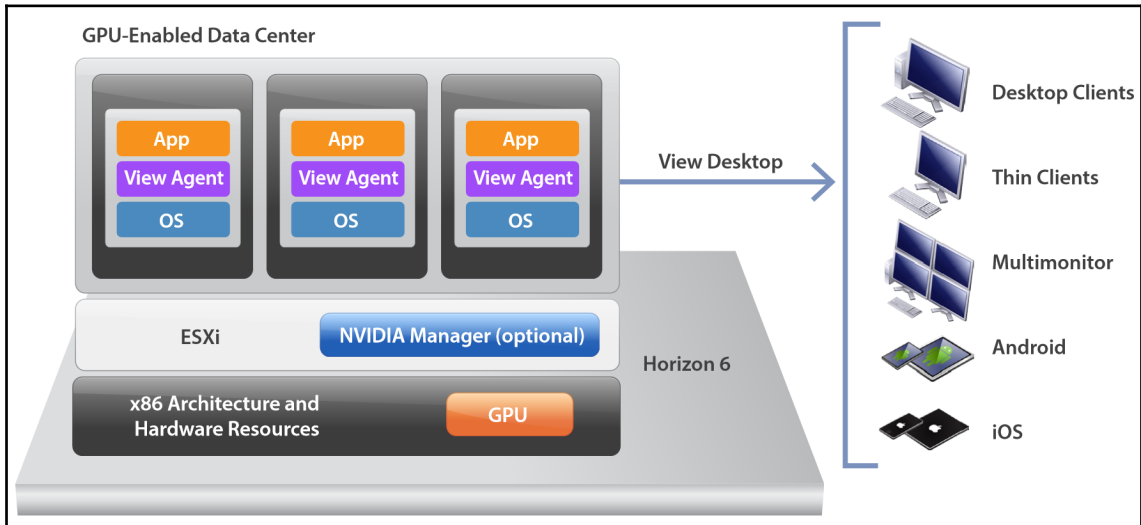 GPU-Enabled Data Center
App
View Agent
OS
App
View Agent
OS
App
View Agent
OS
ESXi
NVIDIA Manager (optional)
x86 Architecture and
Hardware Resources
GPU
Horizon 6
View Desktop
Desktop Clients
Thin Clients
Multimonitor
Android
iOS